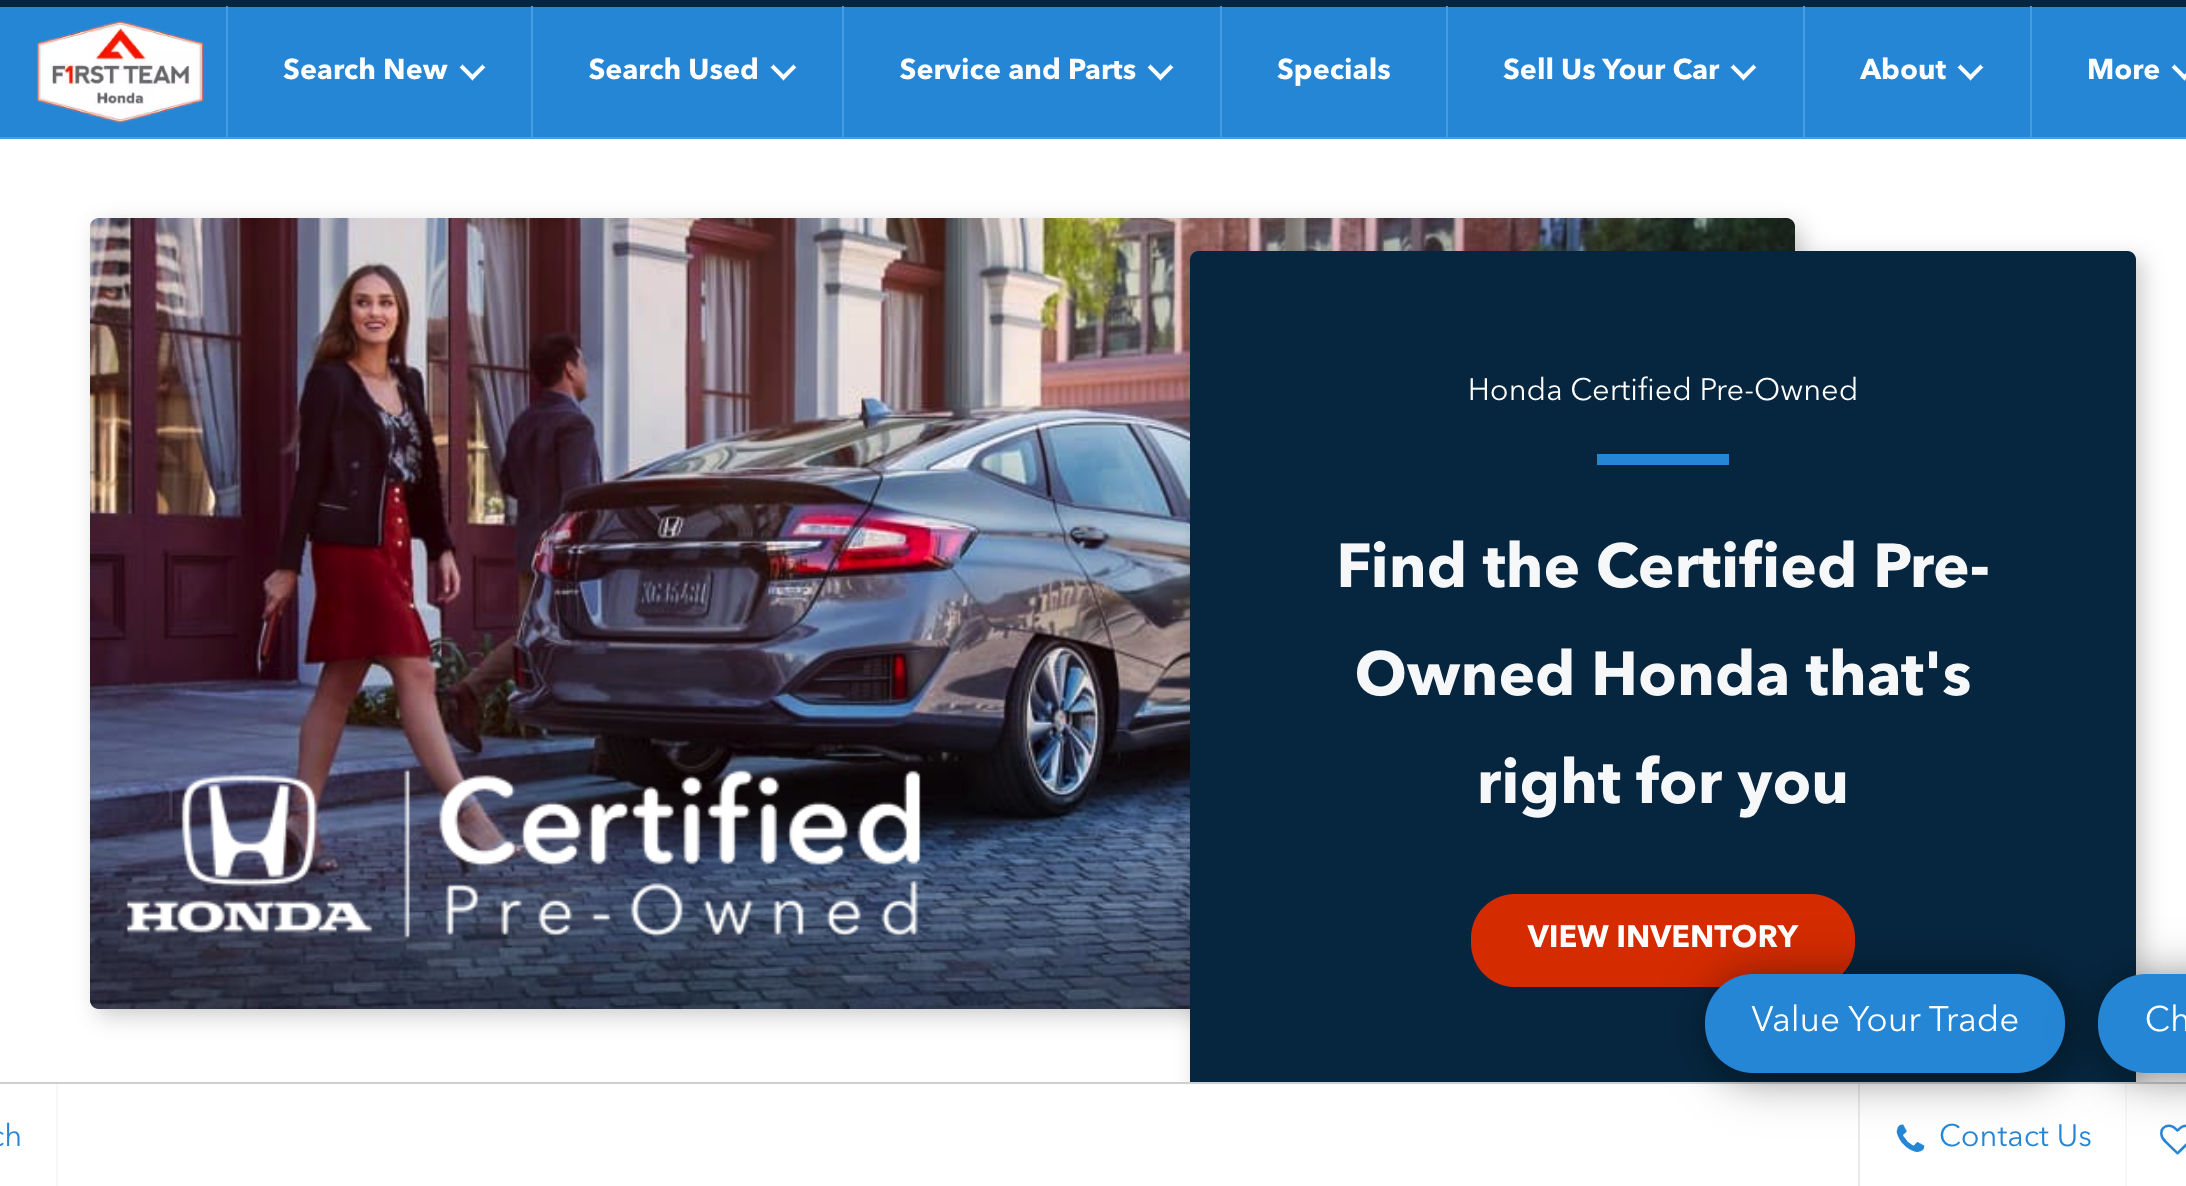 F1RST TEAM
Honda
Search New
Search Used
Service and Parts
Specials
Sell Us Your Car
About
More
Honda Certified Pre-Owned
Find the Certified Pre-
Owned Honda that's
right for you
VIEW INVENTORY
HONDA
Certified
Pre-Owned
Value Your Trade
Ch
ch
Contact Us